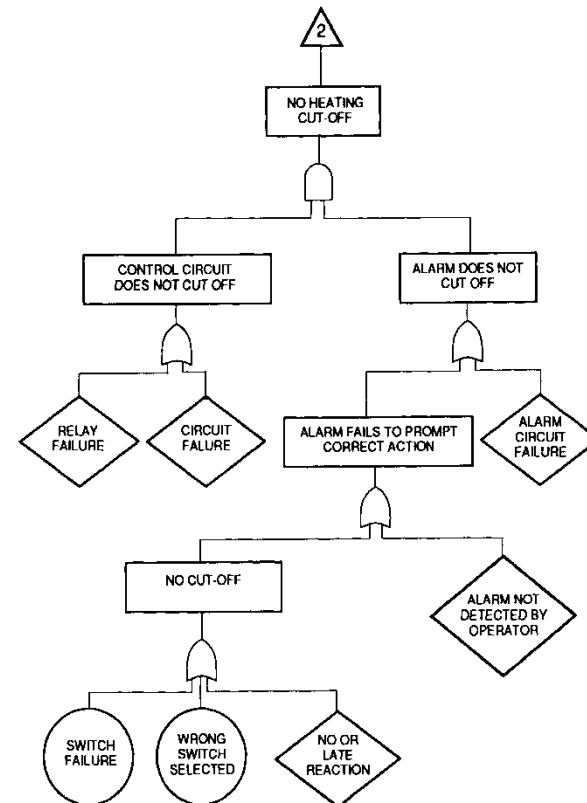 2
NO HEATING
CUT-OFF
CONTROL CIRCUIT
DOES NOT CUT OFF
ALARM DOES NOT
CUT OFF
RELAY
FAILURE
CIRCUIT
FALURE
ALARM FAILS TO PROMPT
CORRECT ACTION
ALARM
CIRCUIT
FAILURE
NO CUT-OFF
ALARM NOT
DETECTED BY
OPERATOR
SWITCH
FAILURE
WRONG
SWITCH
SELECTED
NO OR
LATE
REACTION